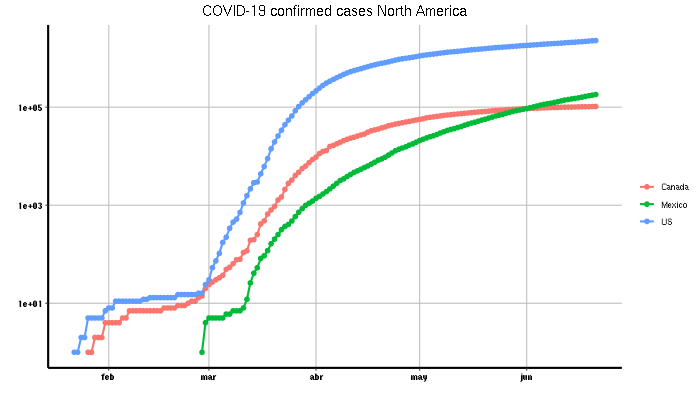 COVID-19 confirmed cases North America
1e+05
1e+03
1e+01
feb mar abr may jun
Canada
Mexico
US